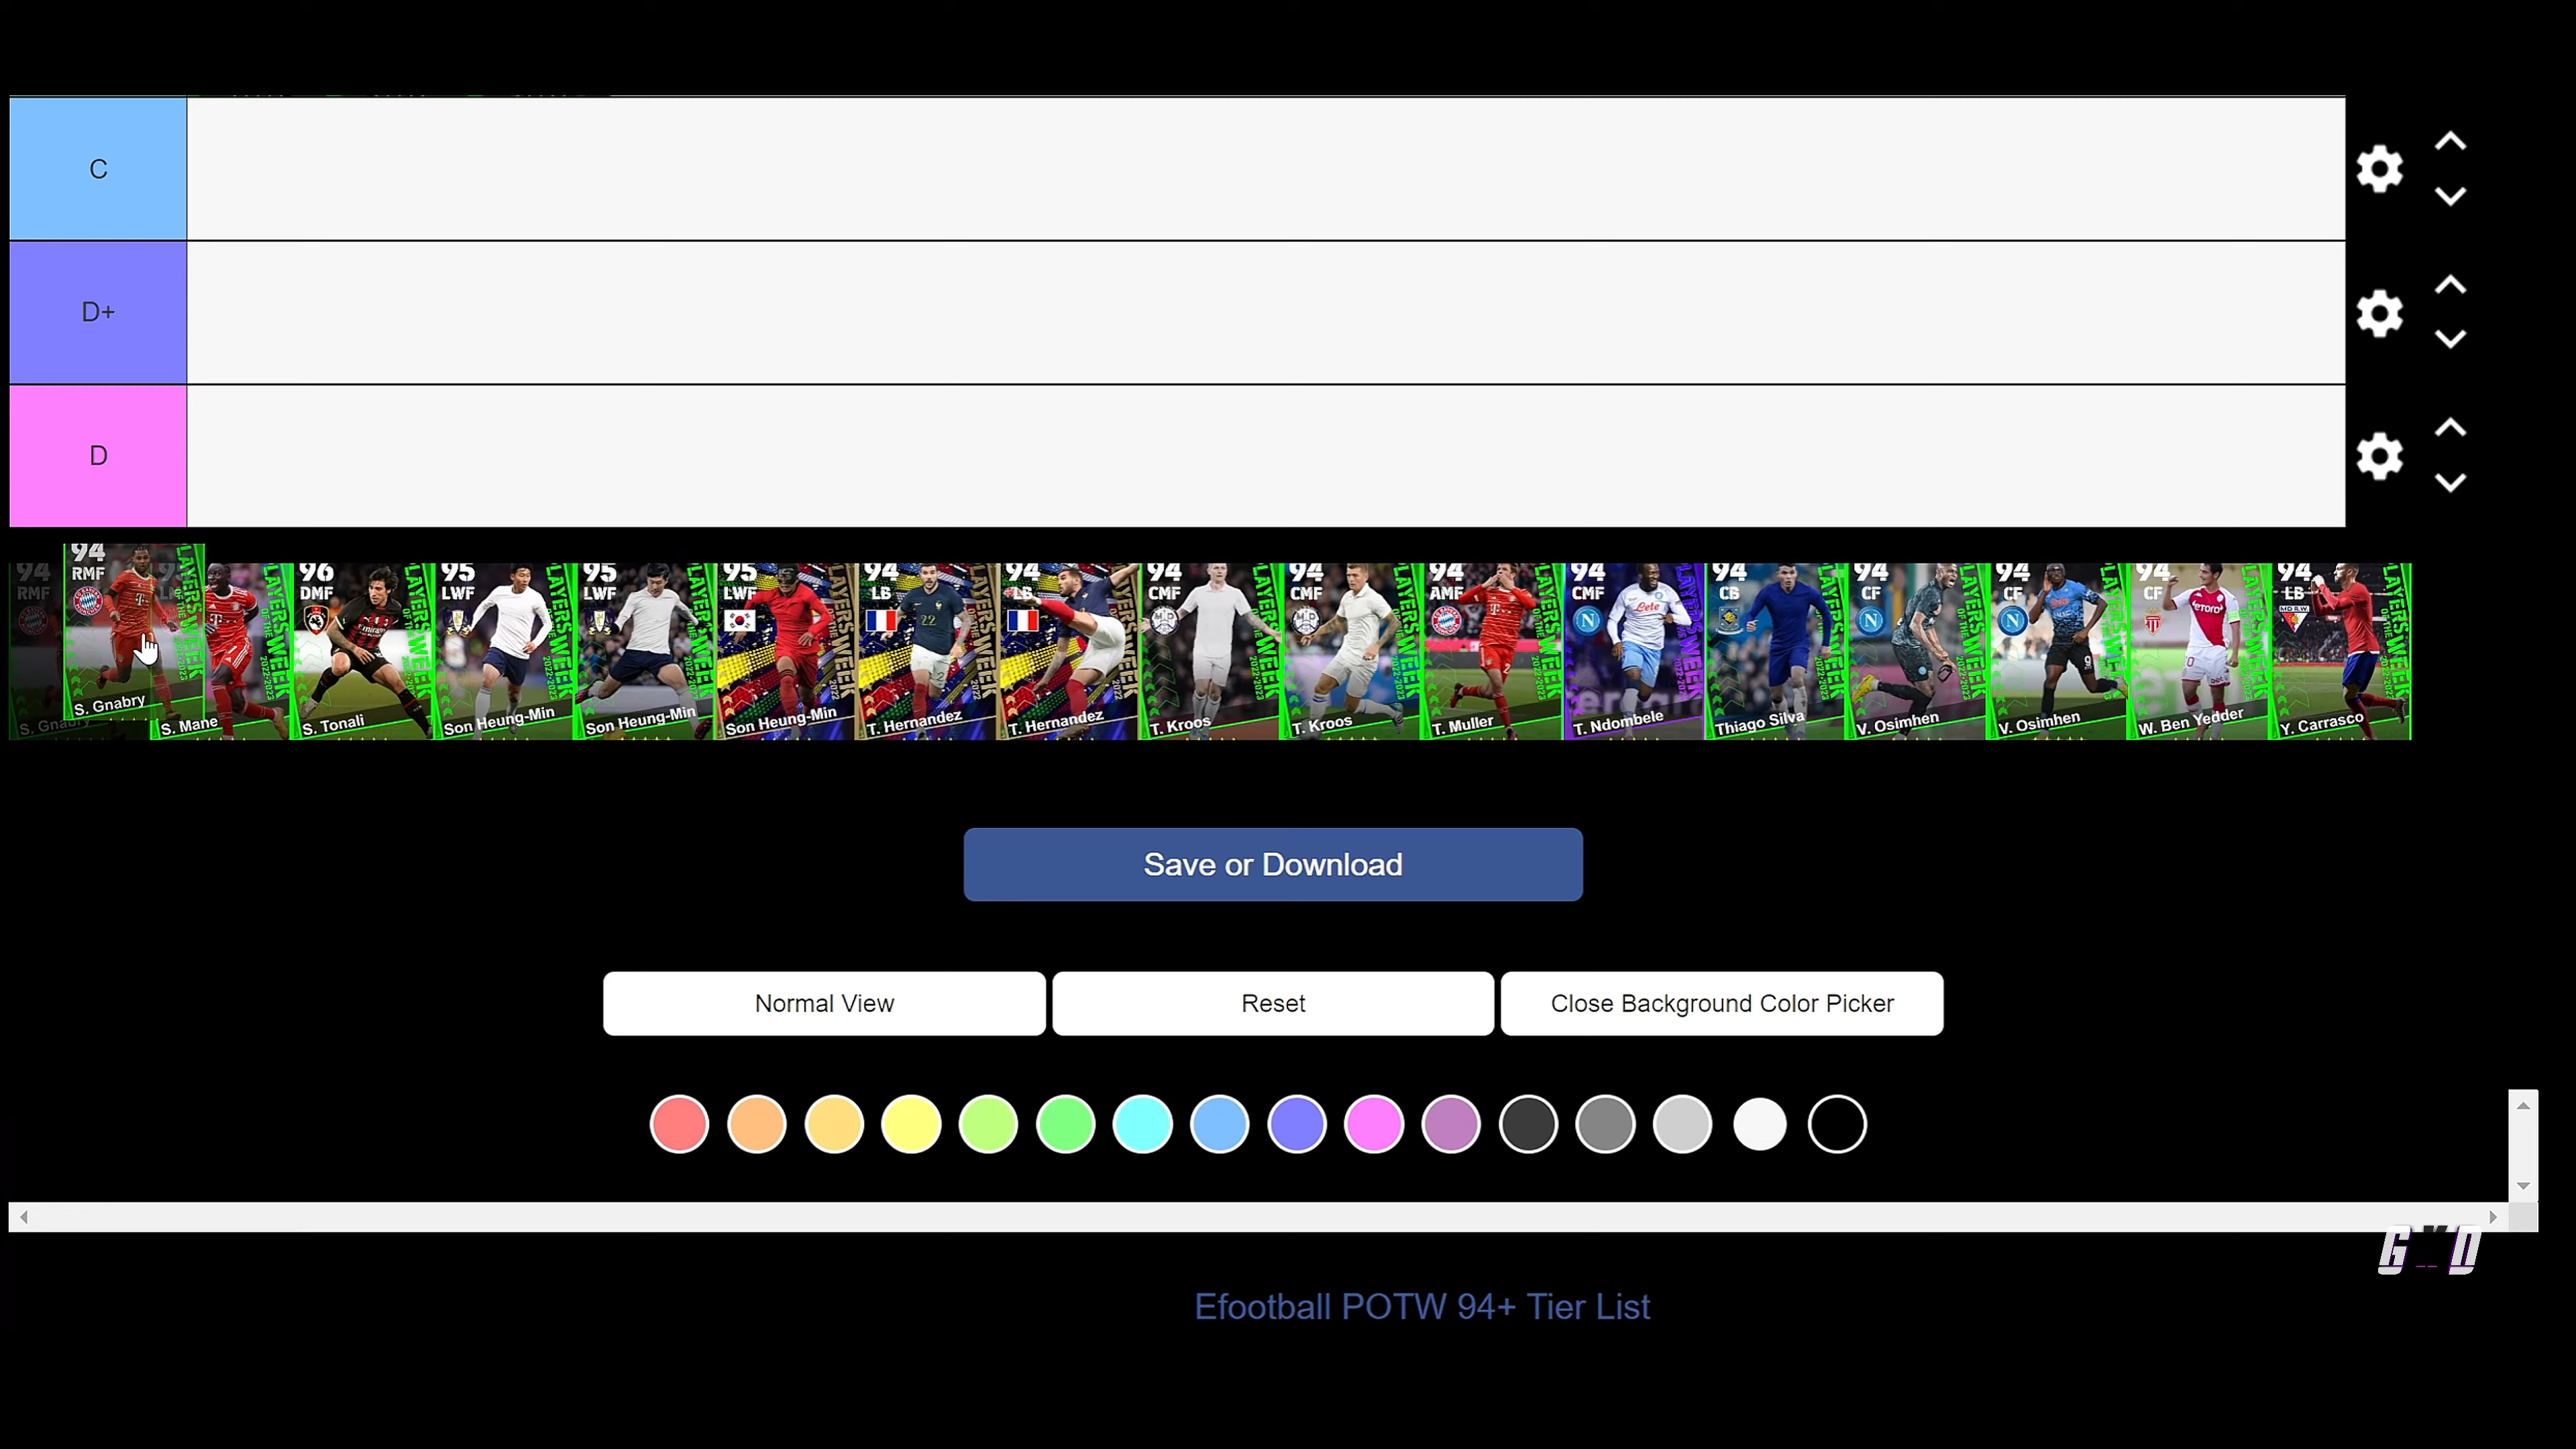 C
D+
D
94 RMF S. Gnabry
94 RMF S. Gnabry
S. Mane
96 DMF S. Tonali
95 LWF Son Heung-Min
95 LWF Son Heung-Min
95 LWF Son Heung-Min
94 LB 22 T. Hernandez
94 LB T. Hernandez
94 CMF T. Kroos
94 CMF T. Kroos
94 AMF T. Muller
94 CMF Lete T. Ndombele
94 CB Thiago Silva
94 CF V. Osimhen
94 CF V. Osimhen
94 CF W. Ben Yedder
94 LB Y. Carrasco
Save or Download
Normal View
Reset
Close Background Color Picker
Efootball POTW 94+ Tier List